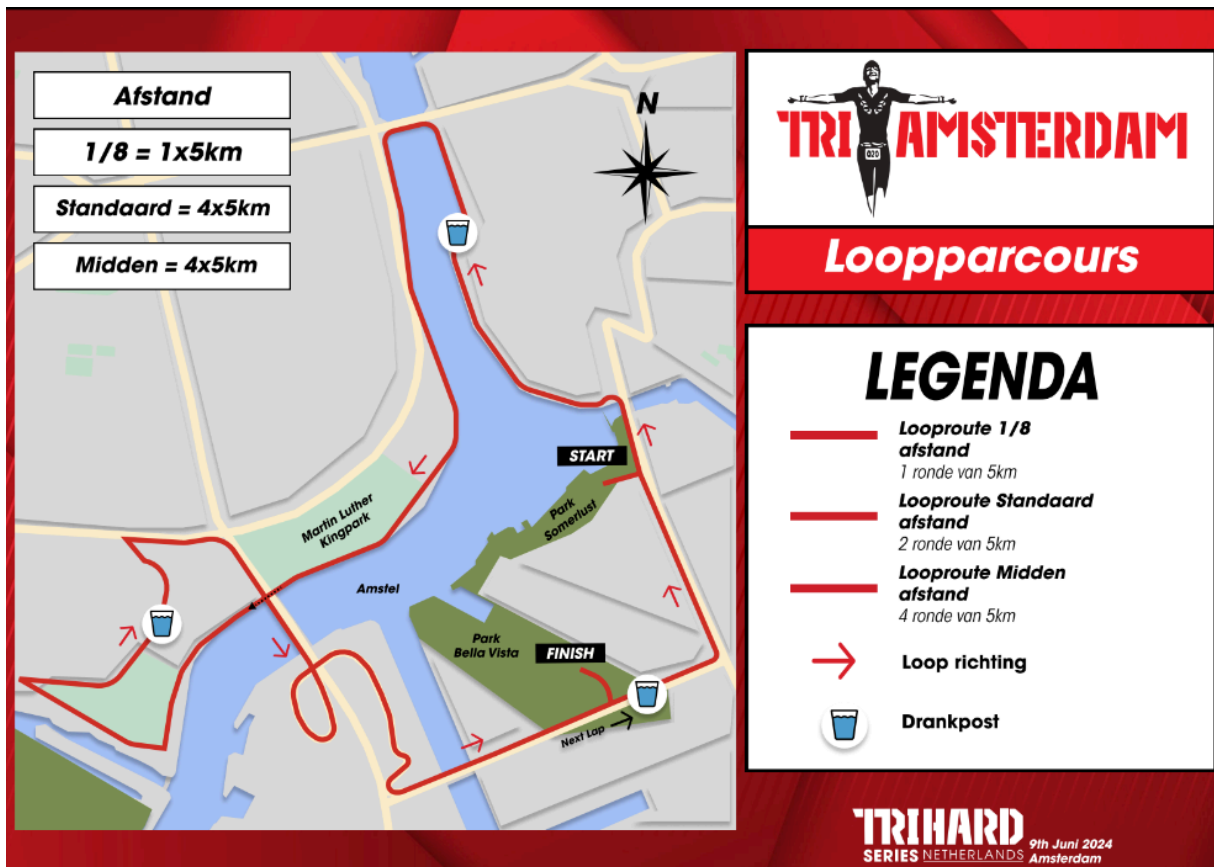 Afstand
1/8 = 1x5km
Standaard = 4x5km
Midden = 4x5km
N
START
Park
Somerlust
Martin Luther
Kingpark
Amstel
Park
Bella Vista
FINISH
Next Lap
TRI AMSTERDAM
020
Loopparcours
LEGENDA
Looproute 1/8
afstand
1 ronde van 5km
Looproute Standaard
afstand
2 ronde van 5km
Looproute Midden
afstand
4 ronde van 5km
Loop richting
Drankpost
TRIHARD
SERIES NETHERLANDS
9th Juni 2024
Amsterdam